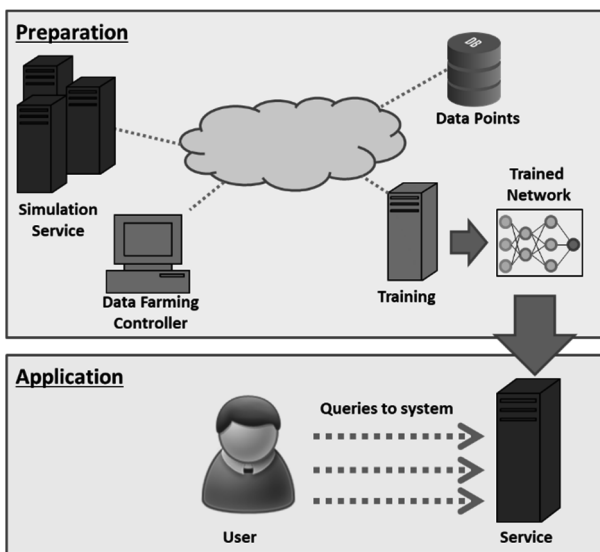 Preparation
DB
Data Points
Simulation
Service
Data Farming
Controller
Training
Trained
Network
Application
Queries to system
User
Service